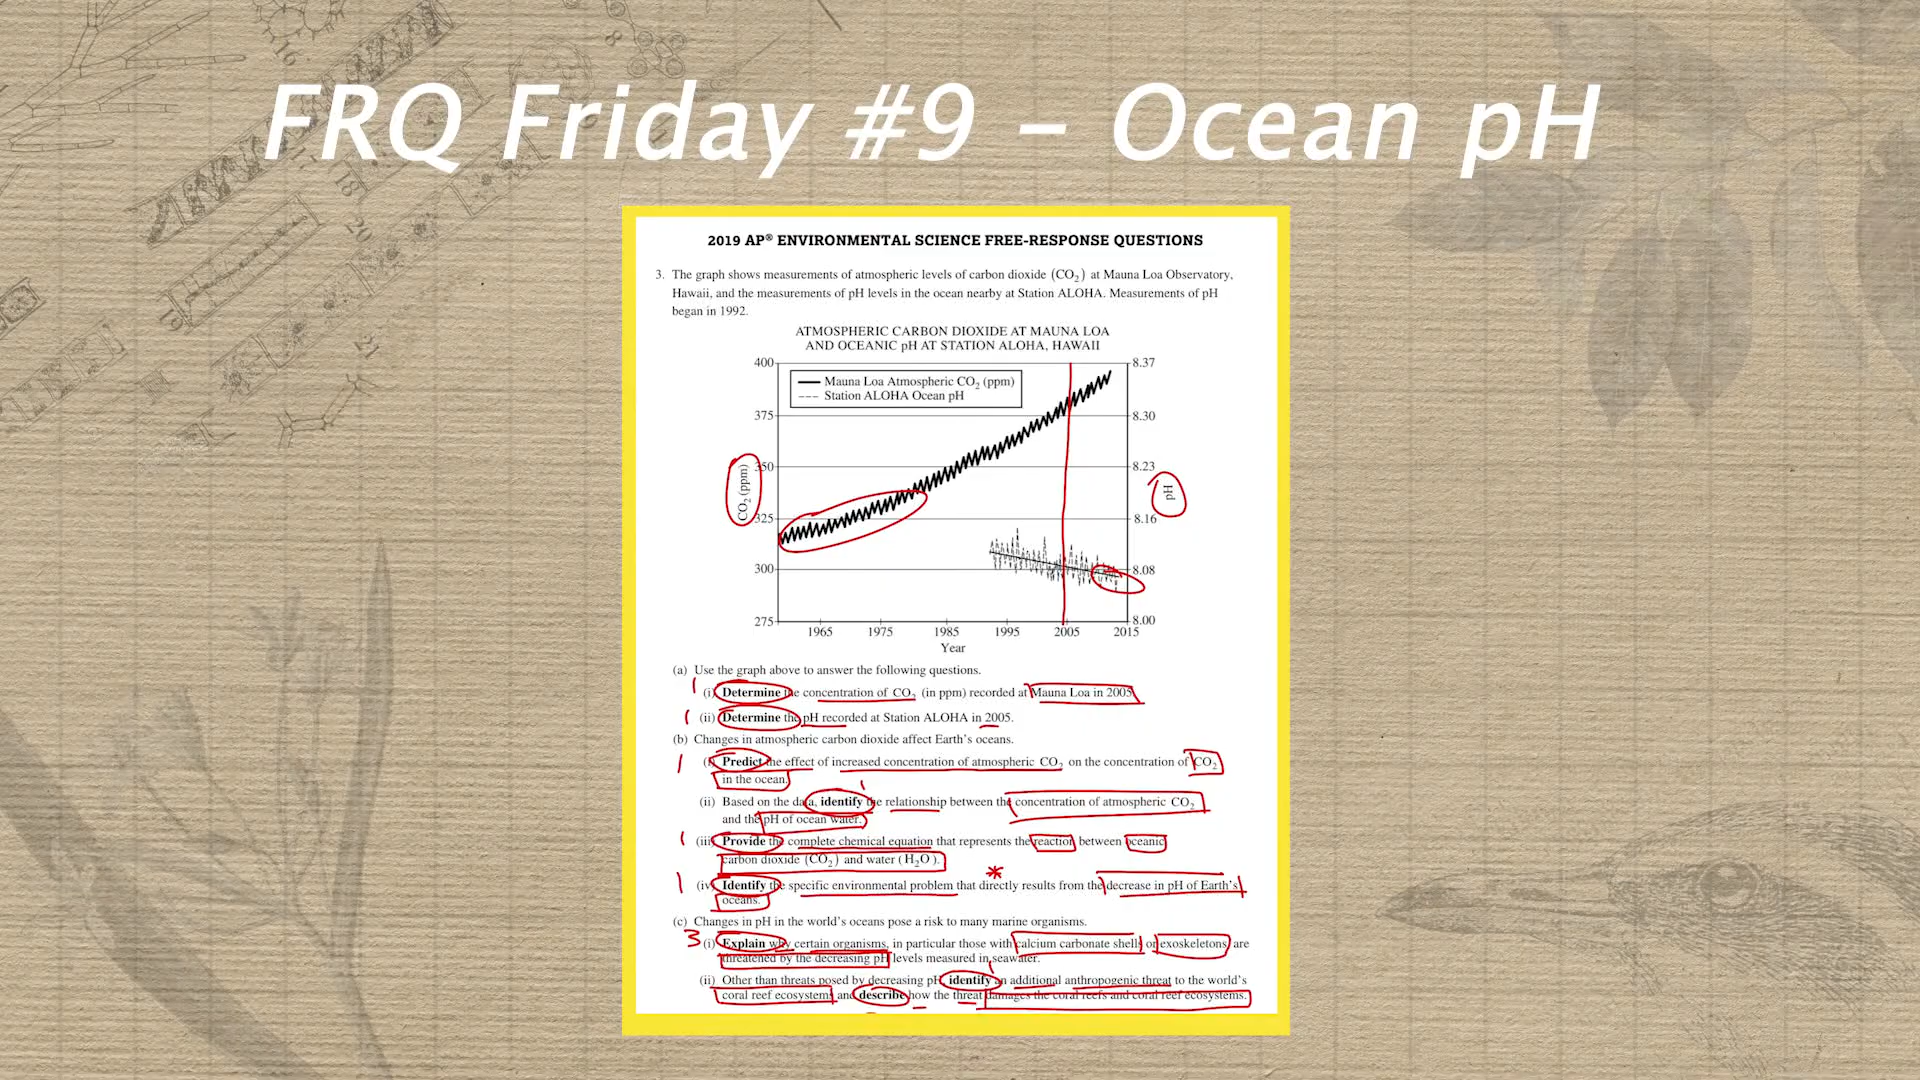 FRQ Friday #9 – Ocean pH
2019 AP® ENVIRONMENTAL SCIENCE FREE-RESPONSE QUESTIONS
3. The graph shows measurements of atmospheric levels of carbon dioxide (CO₂) at Mauna Loa Observatory,
Hawaii, and the measurements of pH levels in the ocean nearby at Station ALOHA. Measurements of pH
began in 1992.
ATMOSPHERIC CARBON DIOXIDE AT MAUNA LOA
AND OCEANIC pH AT STATION ALOHA, HAWAII
400 8.37
Mauna Loa Atmospheric CO₂ (ppm)
Station ALOHA Ocean pH
375 8.30
350 8.23
CO₂ (ppm)
pH
325 8.16
300 8.08
275 8.00
1965 1975 1985 1995 2005 2015
Year
(a) Use the graph above to answer the following questions.
1 (i) Determine the concentration of CO₂ (in ppm) recorded at Mauna Loa in 2005.
1 (ii) Determine the pH recorded at Station ALOHA in 2005.
(b) Changes in atmospheric carbon dioxide affect Earth's oceans.
1 (i) Predict the effect of increased concentration of atmospheric CO₂ on the concentration of CO₂
in the ocean.
1
(ii) Based on the data, identify the relationship between the concentration of atmospheric CO₂
and the pH of ocean water.
1 (iii) Provide the complete chemical equation that represents the reaction between oceanic
carbon dioxide (CO₂) and water (H₂O).
*
1 (iv) Identify the specific environmental problem that directly results from the decrease in pH of Earth's
oceans.
(c) Changes in pH in the world's oceans pose a risk to many marine organisms.
3 (i) Explain why certain organisms, in particular those with calcium carbonate shells or exoskeletons, are
threatened by the decreasing pH levels measured in seawater.
1
(ii) Other than threats posed by decreasing pH, identify an additional anthropogenic threat to the world's
coral reef ecosystems and describe how the threat damages the coral reefs and coral reef ecosystems.
16
18
20
15
21
8